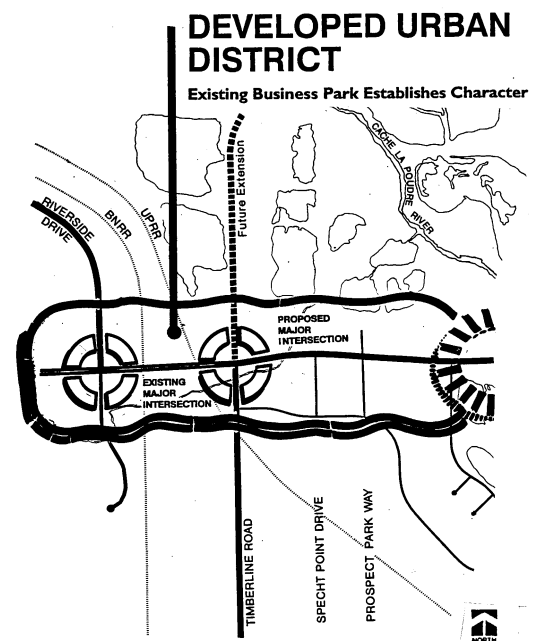 DEVELOPED URBAN
DISTRICT
Existing Business Park Establishes Character
CACHE LA POUDRE
RIVER
Future Extension
RIVERSIDE
DRIVE
BNRR
UPRR
PROPOSED
MAJOR
INTERSECTION
EXISTING
MAJOR
INTERSECTION
TIMBERLINE ROAD
SPECHT POINT DRIVE
PROSPECT PARK WAY
NORTH